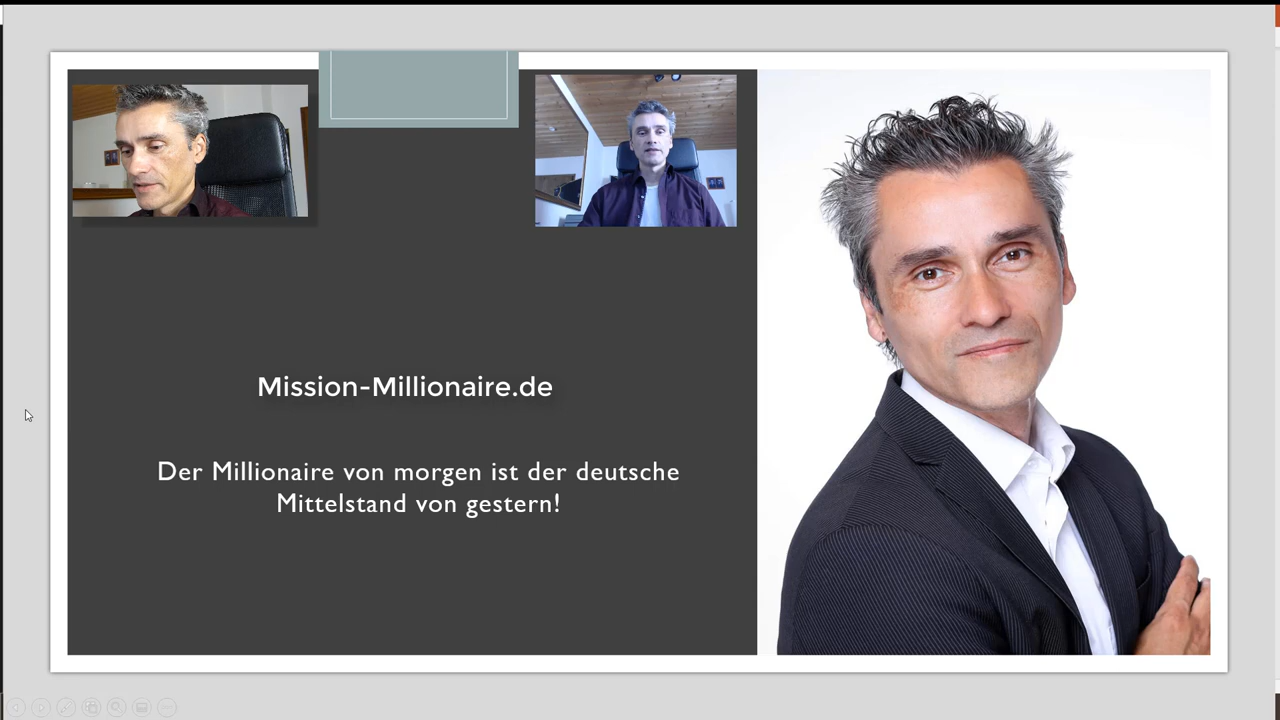 Mission-Millionaire.de
Der Millionaire von morgen ist der deutsche
Mittelstand von gestern!